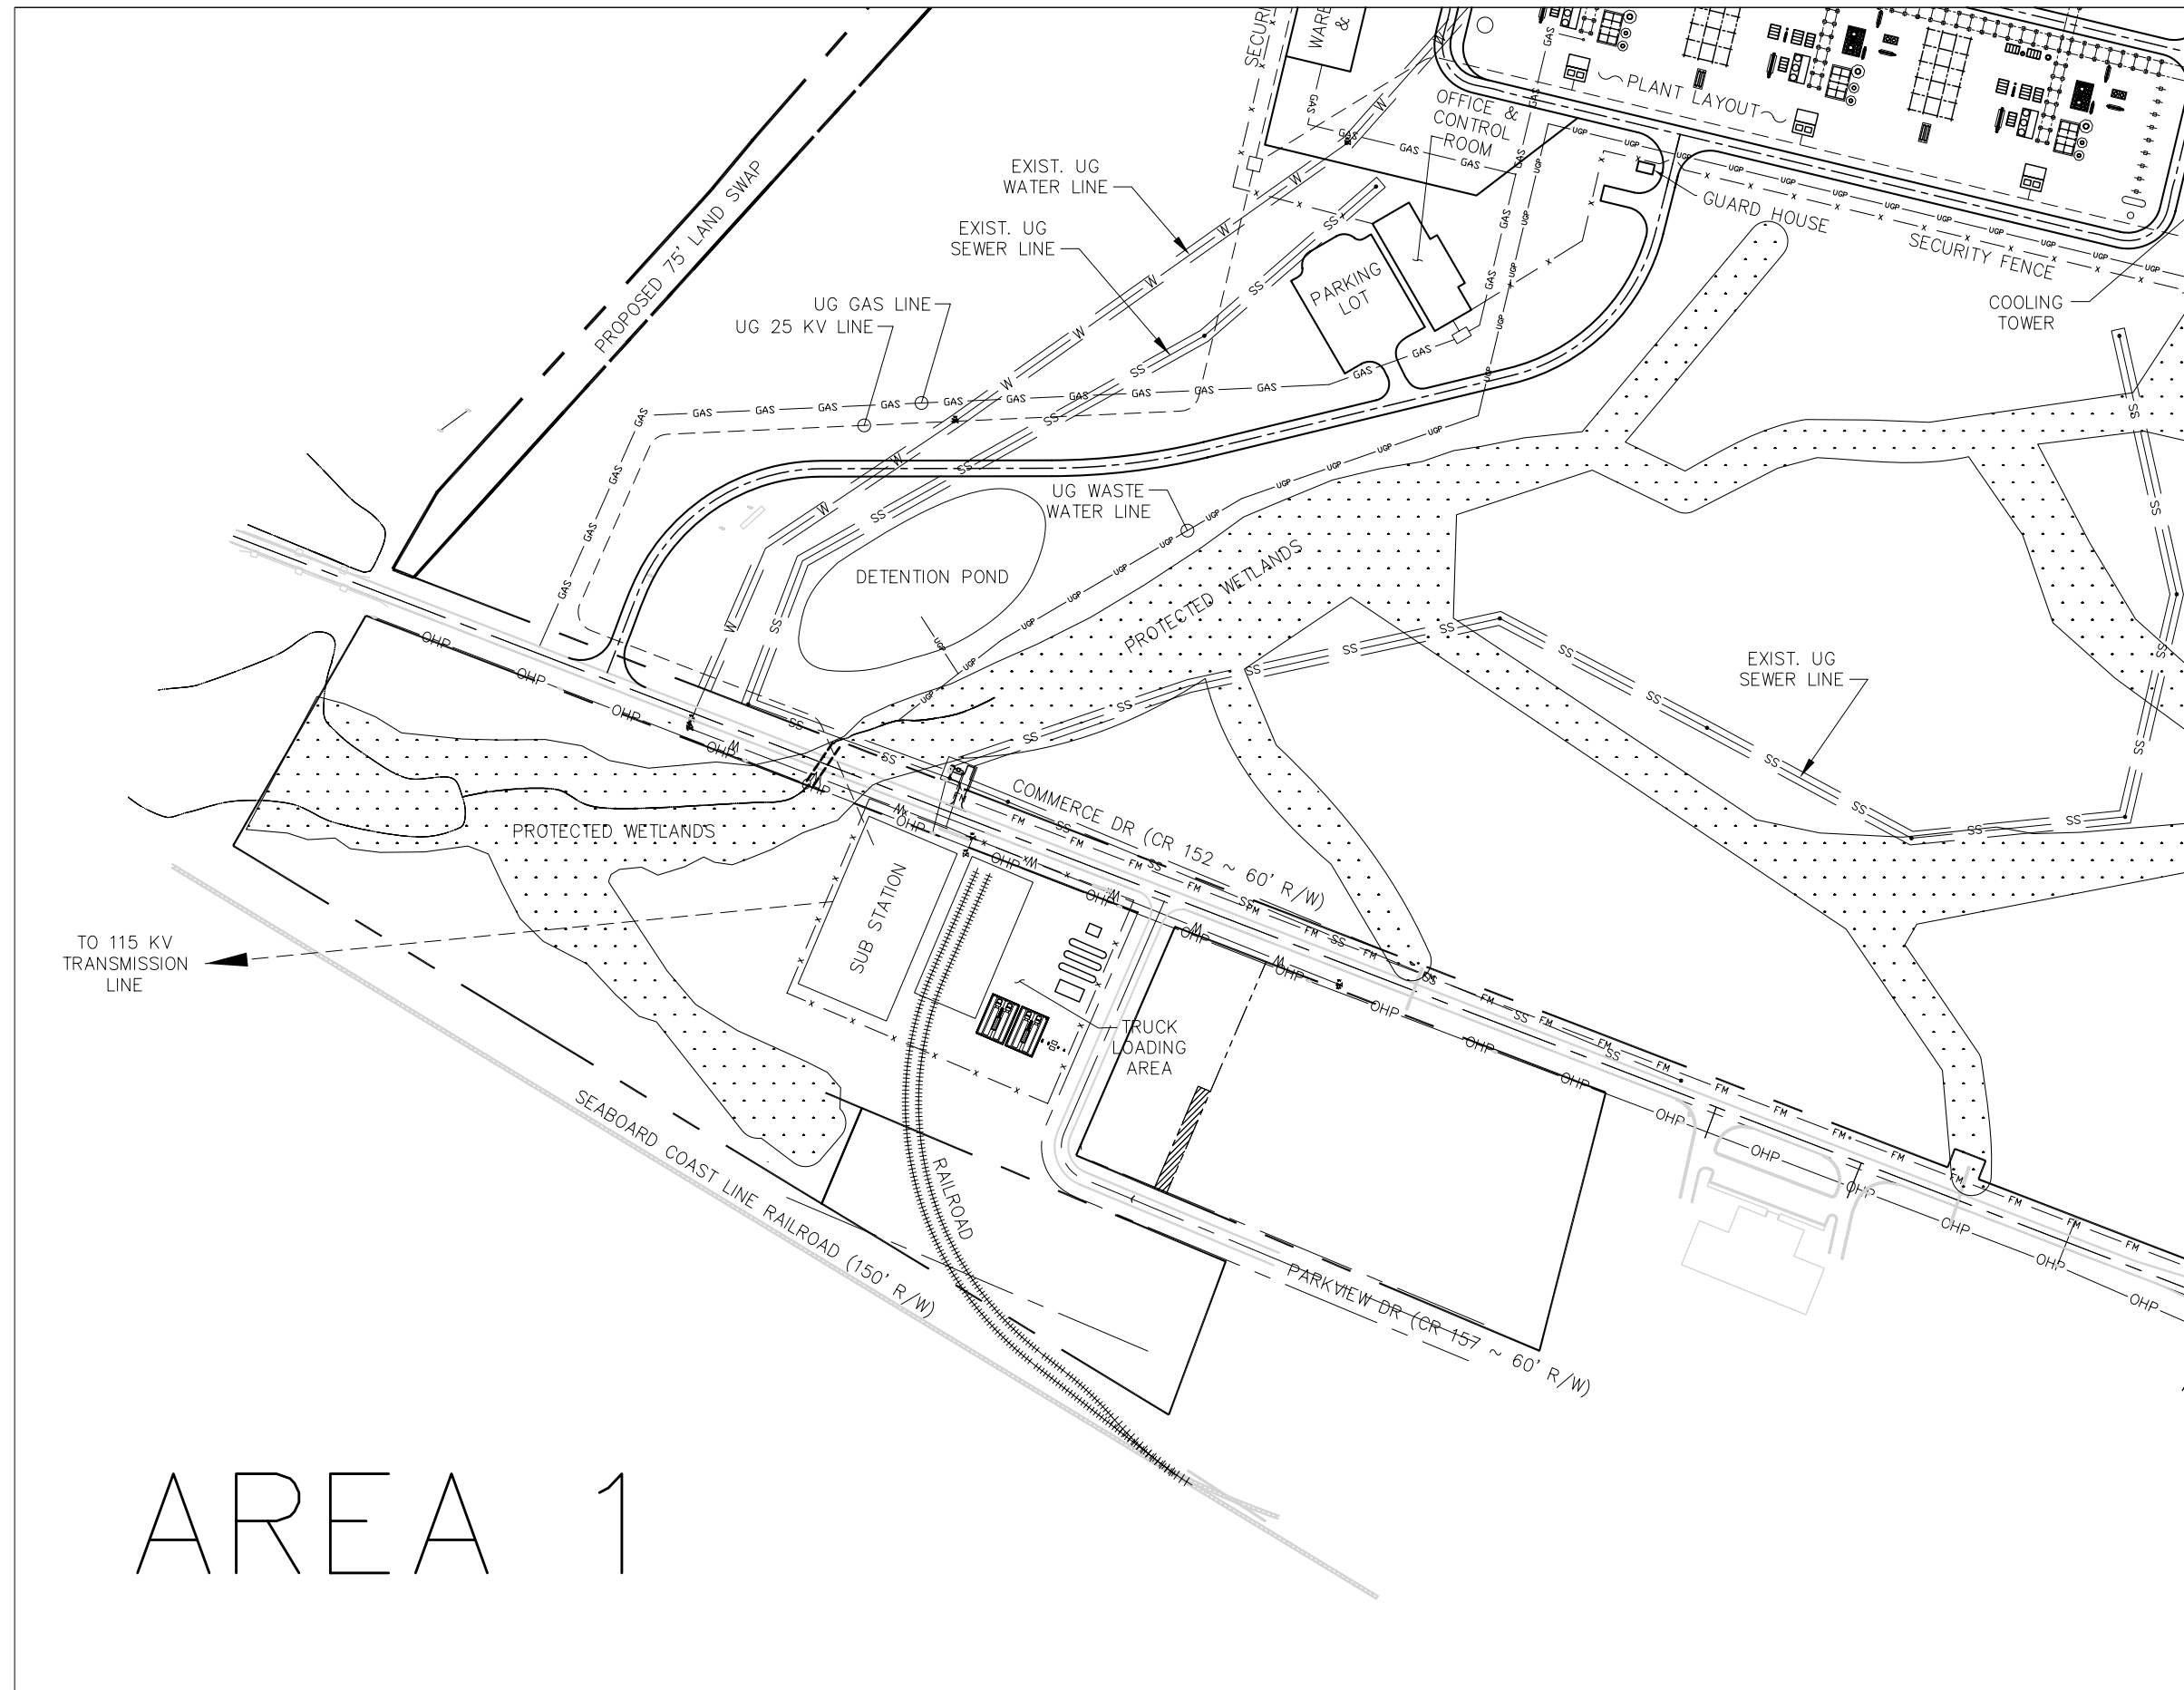 SECURI
WARE
&
PLANT LAYOUT
OFFICE &
CONTROL
ROOM
EXIST. UG
WATER LINE
EXIST. UG
SEWER LINE
PROPOSED 75' LAND SWAP
GUARD HOUSE
SECURITY FENCE
COOLING
TOWER
PARKING
LOT
UG GAS LINE
UG 25 KV LINE
UG WASTE
WATER LINE
DETENTION POND
PROTECTED WETLANDS
EXIST. UG
SEWER LINE
COMMERCE DR (CR 152 ~ 60' R/W)
PROTECTED WETLANDS
SUB STATION
TO 115 KV
TRANSMISSION
LINE
TRUCK
LOADING
AREA
SEABOARD COAST LINE RAILROAD (150' R/W)
RAILROAD
PARKVIEW DR (CR 157 ~ 60' R/W)
AREA 1